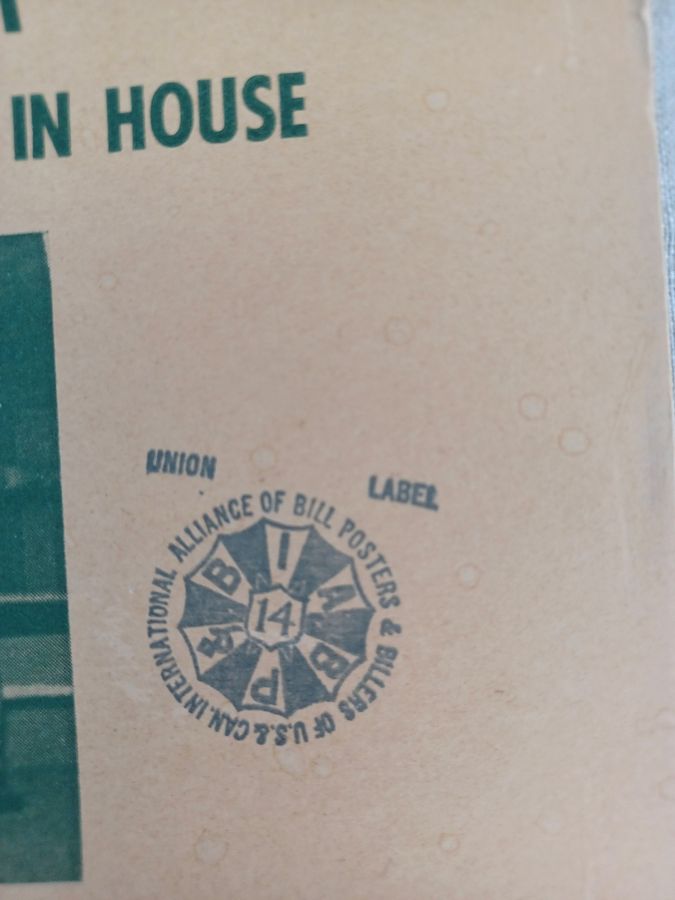 IN HOUSE
UNION LABEL
INTERNATIONAL ALLIANCE OF BILL POSTERS & BILLERS OF U.S. & CAN.
I A B P & B
14